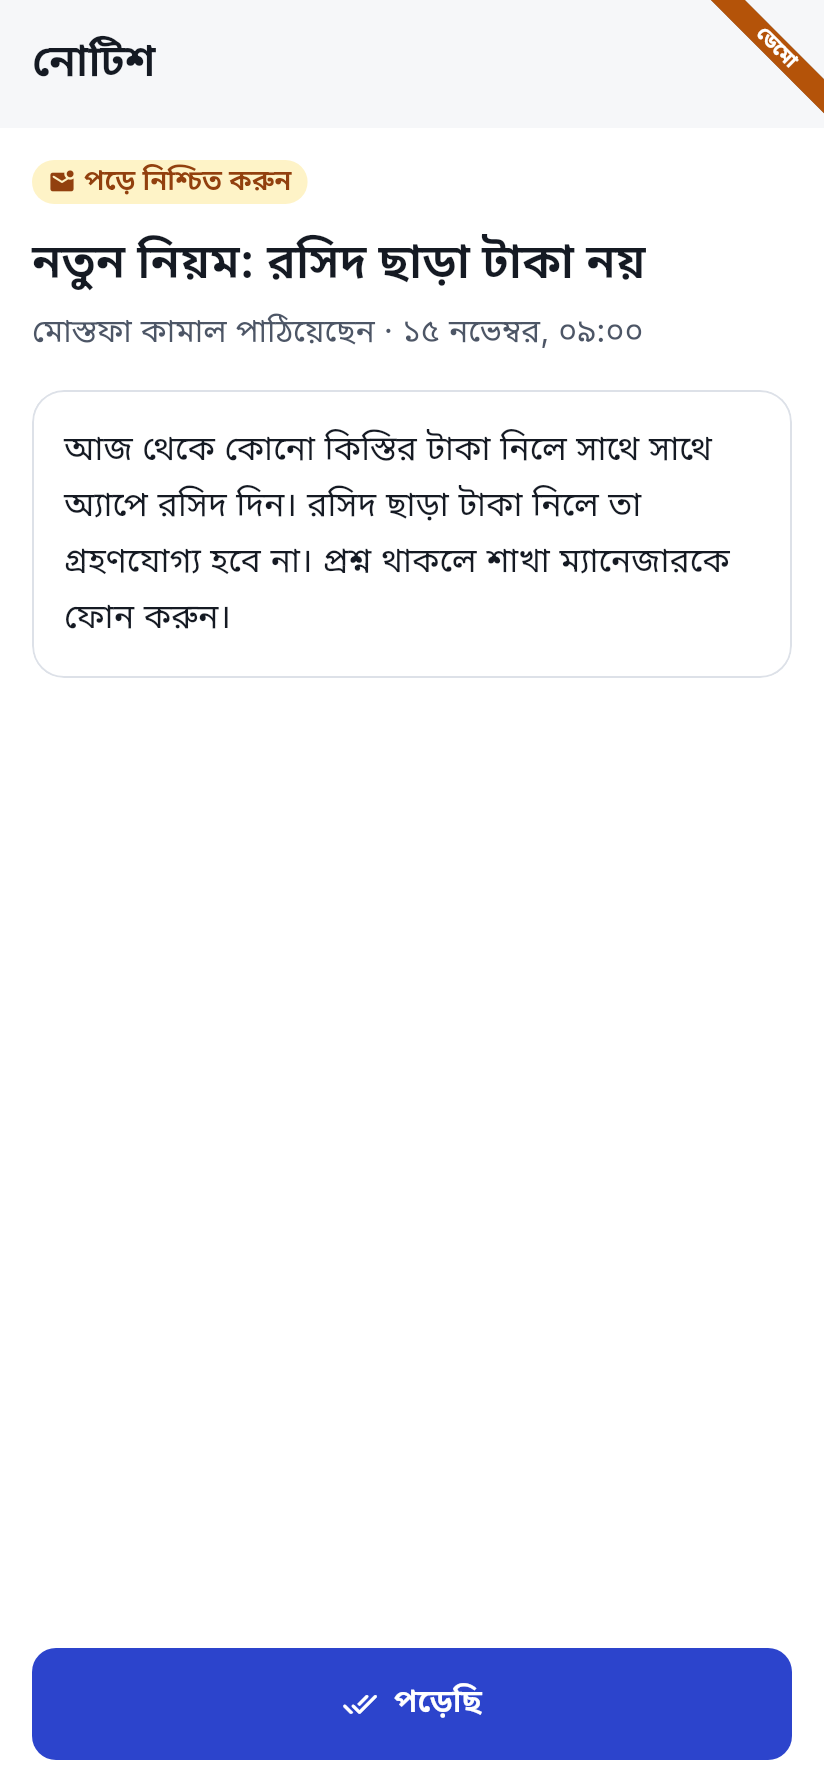 নোটিশ
ডেমো
পড়ে নিশ্চিত করুন
নতুন নিয়ম: রসিদ ছাড়া টাকা নয়
মোস্তফা কামাল পাঠিয়েছেন · ১৫ নভেম্বর, ০৯:০০
আজ থেকে কোনো কিস্তির টাকা নিলে সাথে সাথে
অ্যাপে রসিদ দিন। রসিদ ছাড়া টাকা নিলে তা
গ্রহণযোগ্য হবে না। প্রশ্ন থাকলে শাখা ম্যানেজারকে
ফোন করুন।
পড়েছি